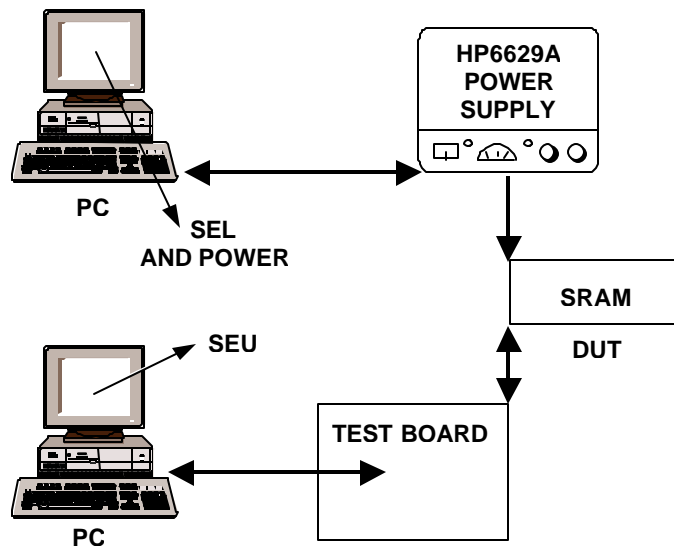 HP6629A
POWER
SUPPLY
PC
SEL
AND POWER
SRAM
DUT
SEU
TEST BOARD
PC